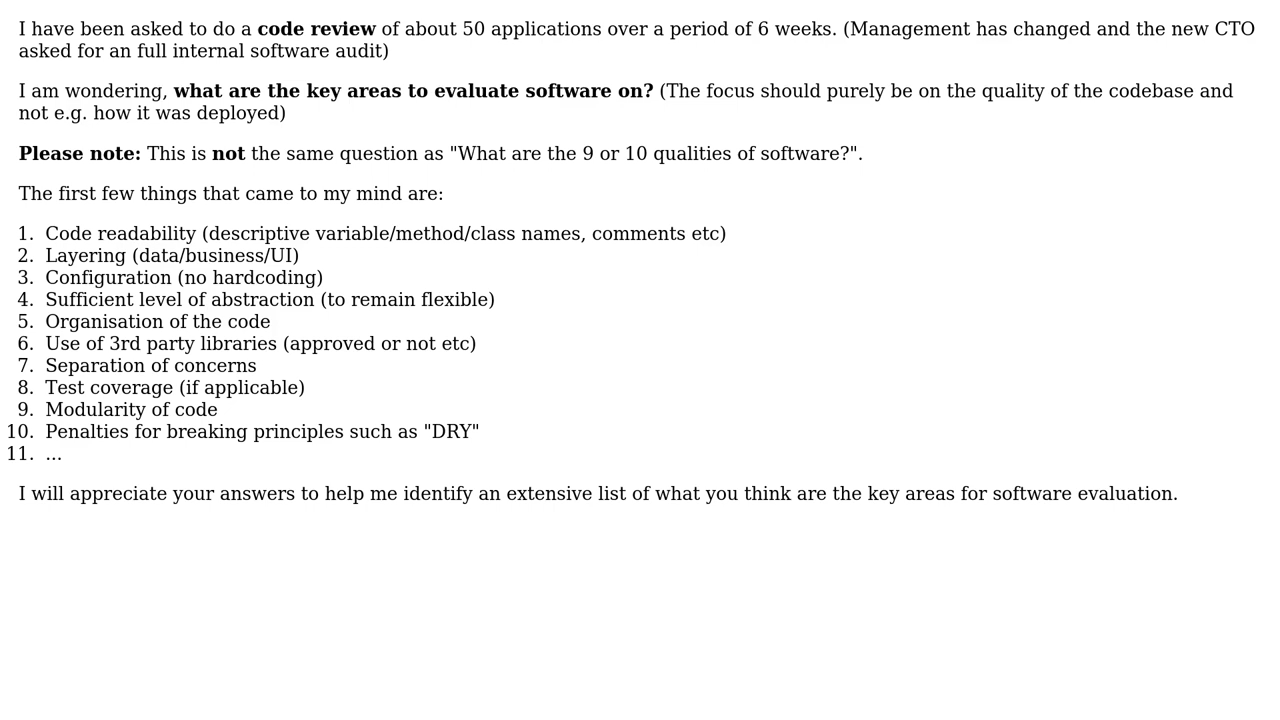 I have been asked to do a code review of about 50 applications over a period of 6 weeks. (Management has changed and the new CTO
asked for an full internal software audit)
I am wondering, what are the key areas to evaluate software on? (The focus should purely be on the quality of the codebase and
not e.g. how it was deployed)
Please note: This is not the same question as "What are the 9 or 10 qualities of software?".
The first few things that came to my mind are:
1. Code readability (descriptive variable/method/class names, comments etc)
2. Layering (data/business/UI)
3. Configuration (no hardcoding)
4. Sufficient level of abstraction (to remain flexible)
5. Organisation of the code
6. Use of 3rd party libraries (approved or not etc)
7. Separation of concerns
8. Test coverage (if applicable)
9. Modularity of code
10. Penalties for breaking principles such as "DRY"
11. ...
I will appreciate your answers to help me identify an extensive list of what you think are the key areas for software evaluation.